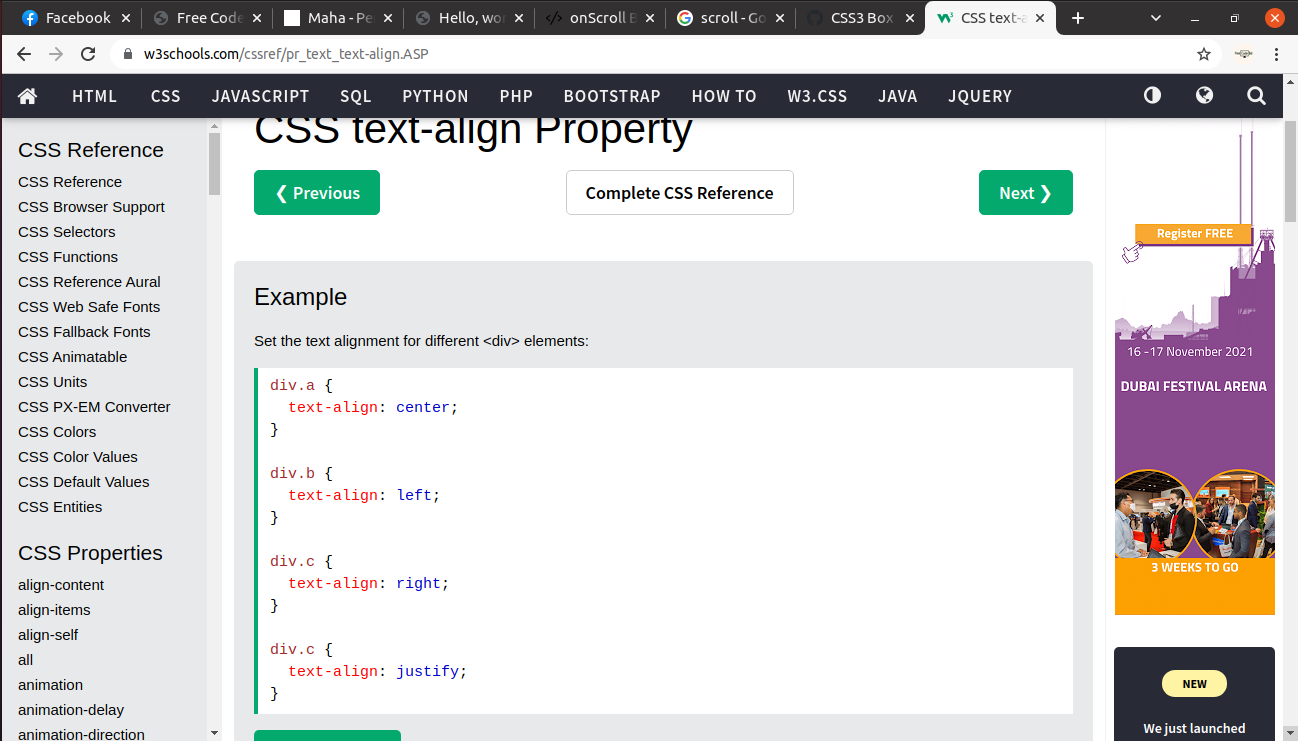 Facebook
Free Code
Maha - Pe
Hello, wor
onScroll E
scroll - Go
CSS3 Box
CSS text-a
w3schools.com/cssref/pr_text_text-align.ASP
HTML CSS JAVASCRIPT SQL PYTHON PHP BOOTSTRAP HOW TO W3.CSS JAVA JQUERY
CSS Reference
CSS Reference
CSS Browser Support
CSS Selectors
CSS Functions
CSS Reference Aural
CSS Web Safe Fonts
CSS Fallback Fonts
CSS Animatable
CSS Units
CSS PX-EM Converter
CSS Colors
CSS Color Values
CSS Default Values
CSS Entities
CSS Properties
align-content
align-items
align-self
all
animation
animation-delay
animation-direction
CSS text-align Property
❮ Previous
Complete CSS Reference
Next ❯
Example
Set the text alignment for different <div> elements:
div.a {
  text-align: center;
}
div.b {
  text-align: left;
}
div.c {
  text-align: right;
}
div.c {
  text-align: justify;
}
Register FREE
16 -17 November 2021
DUBAI FESTIVAL ARENA
3 WEEKS TO GO
NEW
We just launched